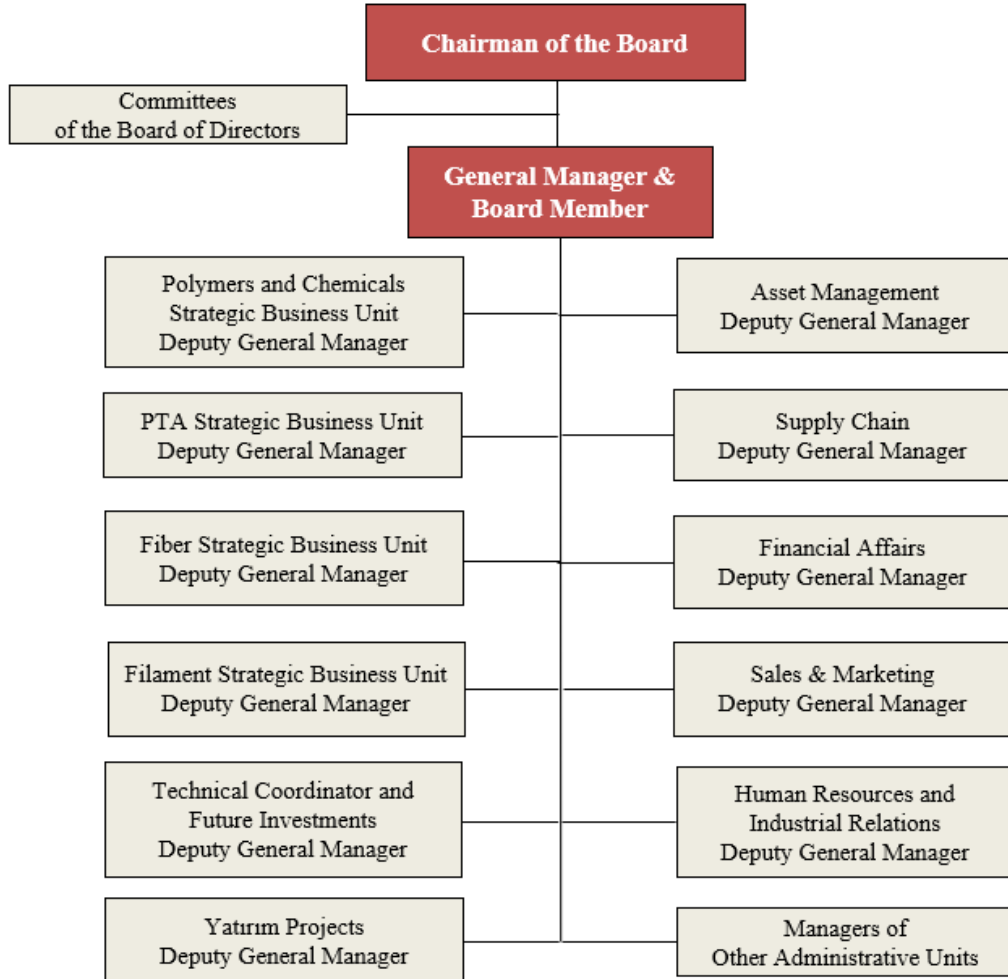 Chairman of the Board
Committees
of the Board of Directors
General Manager &
Board Member
Polymers and Chemicals
Strategic Business Unit
Deputy General Manager
Asset Management
Deputy General Manager
PTA Strategic Business Unit
Deputy General Manager
Supply Chain
Deputy General Manager
Fiber Strategic Business Unit
Deputy General Manager
Financial Affairs
Deputy General Manager
Filament Strategic Business Unit
Deputy General Manager
Sales & Marketing
Deputy General Manager
Technical Coordinator and
Future Investments
Deputy General Manager
Human Resources and
Industrial Relations
Deputy General Manager
Yatırım Projects
Deputy General Manager
Managers of
Other Administrative Units